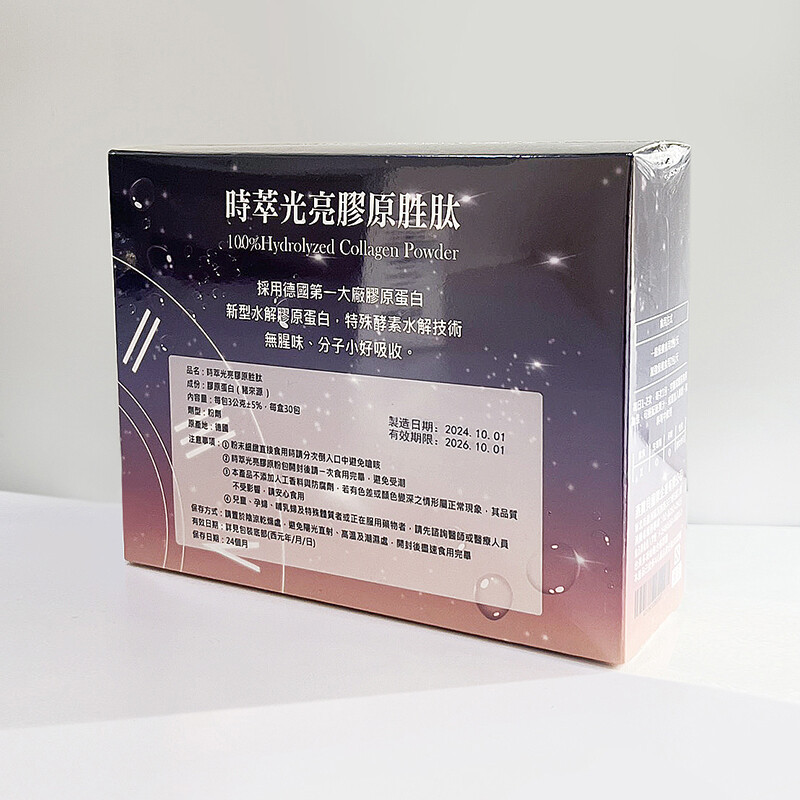 時萃光亮膠原胜肽
100%Hydrolyzed Collagen Powder
採用德國第一大廠膠原蛋白
新型水解膠原蛋白，特殊酵素水解技術
無腥味、分子小好吸收。
品名：時萃光亮膠原胜肽
成份：膠原蛋白（豬來源）
內容量：每包3公克±5%，每盒30包
劑型：粉劑
原產地：德國
製造日期：2024. 10. 01
有效期限：2026. 10. 01
注意事項：① 粉末細緻直接食用時請分次倒入口中避免嗆咳
② 時萃光亮膠原粉包開封後請一次食用完畢，避免受潮
③ 本產品不添加人工香料與防腐劑，若有色差或顏色變深之情形屬正常現象，其品質
不受影響，請安心食用
④ 兒童、孕婦、哺乳婦及特殊體質者或正在服用藥物者，請先諮詢醫師或醫療人員
保存方式：請置於陰涼乾燥處，避免陽光直射、高溫及潮濕處，開封後盡速食用完畢
有效日期：詳見包裝底部(西元年/月/日)
保存日期：24個月